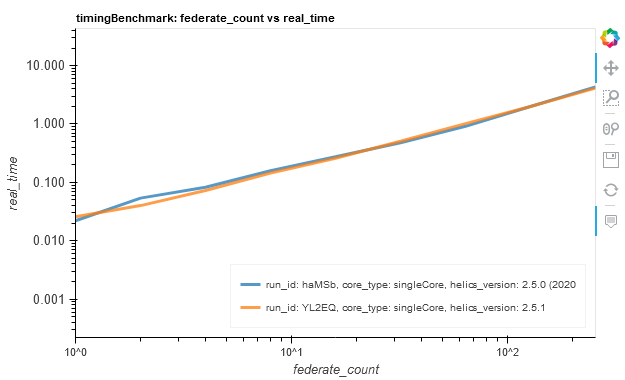 timingBenchmark: federate_count vs real_time
10.000
1.000
0.100
0.010
0.001
real_time
run_id: haMSb, core_type: singleCore, helics_version: 2.5.0 (2020
run_id: YL2EQ, core_type: singleCore, helics_version: 2.5.1
10^0
10^1
10^2
federate_count